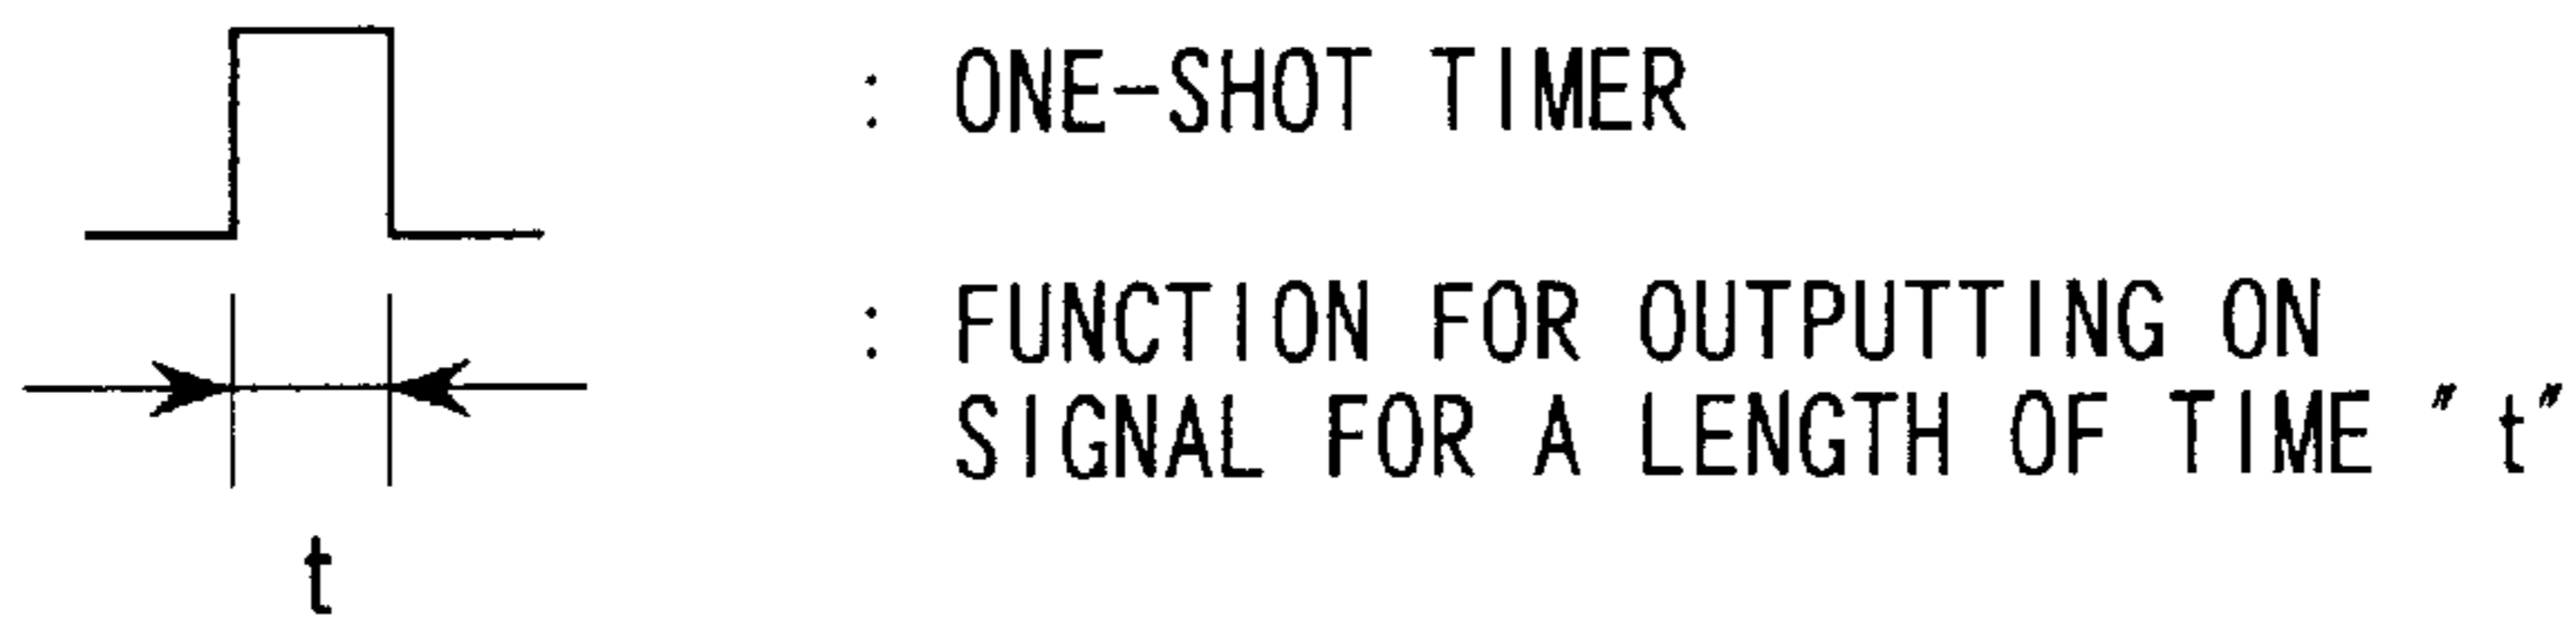 : ONE-SHOT TIMER
: FUNCTION FOR OUTPUTTING ON
SIGNAL FOR A LENGTH OF TIME "t"
t